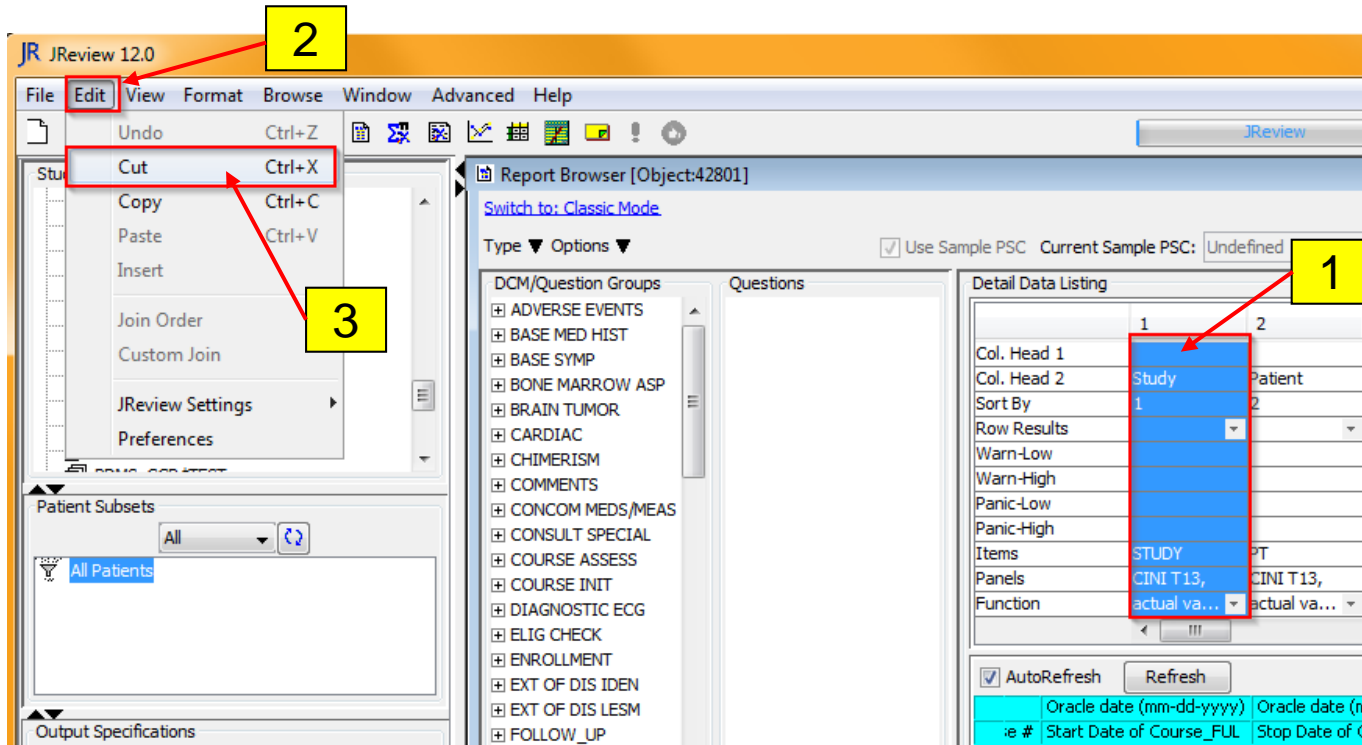 2
JR JReview 12.0
File Edit View Format Browse Window Advanced Help
Undo Ctrl+Z
Cut Ctrl+X
Copy Ctrl+C
Paste Ctrl+V
Insert
Join Order
Custom Join
JReview Settings
Preferences
3
JReview
Patient Subsets
All
All Patients
Output Specifications
Report Browser [Object:42801]
Switch to: Classic Mode
Type Options Use Sample PSC Current Sample PSC: Undefined
1
DCM/Question Groups
ADVERSE EVENTS
BASE MED HIST
BASE SYMP
BONE MARROW ASP
BRAIN TUMOR
CARDIAC
CHIMERISM
COMMENTS
CONCOM MEDS/MEAS
CONSULT SPECIAL
COURSE ASSESS
COURSE INIT
DIAGNOSTIC ECG
ELIG CHECK
ENROLLMENT
EXT OF DIS IDEN
EXT OF DIS LESM
FOLLOW_UP
Questions
Detail Data Listing
1 2
Col. Head 1
Col. Head 2 Study Patient
Sort By 1 2
Row Results
Warn-Low
Warn-High
Panic-Low
Panic-High
Items STUDY PT
Panels CINI T13, CINI T13,
Function actual va... actual va...
AutoRefresh Refresh
Oracle date (mm-dd-yyyy) Oracle date
e # Start Date of Course_FUL Stop Date of